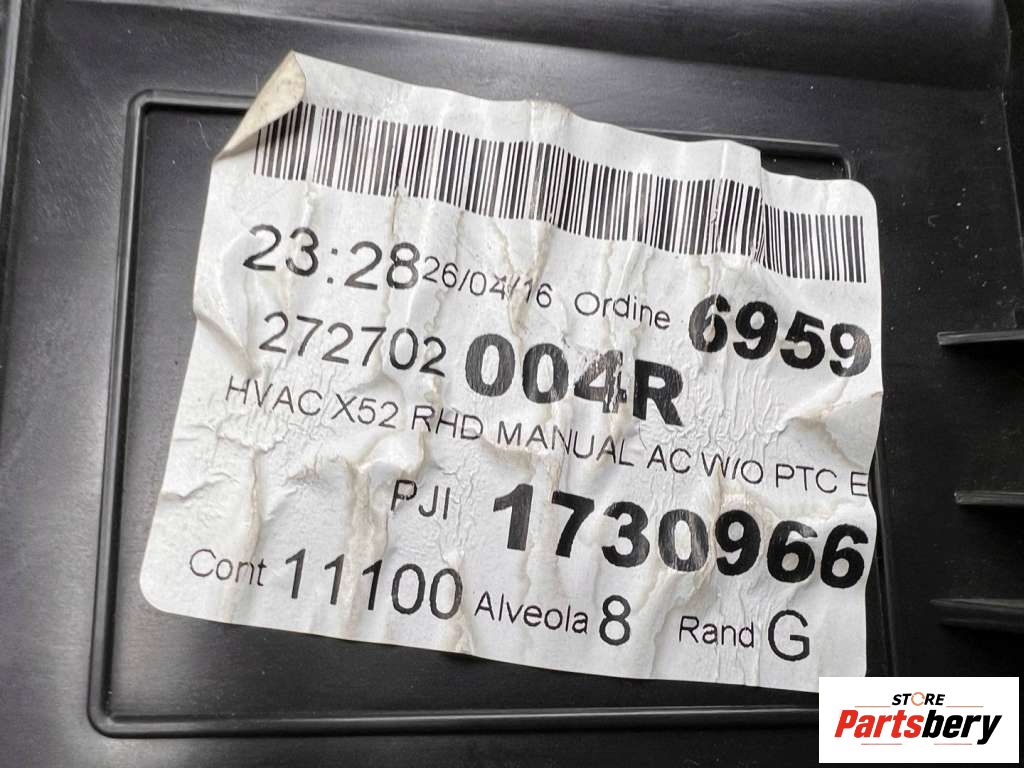 23:28 26/04/16 Ordine 6959
272702 004R
HVAC X52 RHD MANUAL AC W/O PTC E
PJI 1730966
Cont 11100 Alveola 8 Rand G
STORE
Partsbery